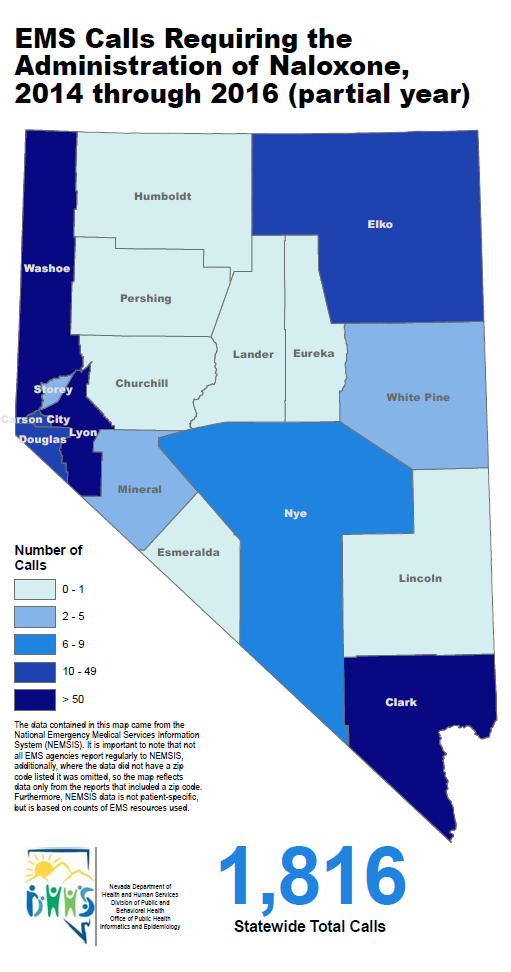 EMS Calls Requiring the
Administration of Naloxone,
2014 through 2016 (partial year)
Humboldt
Elko
Washoe
Pershing
Lander
Eureka
Churchill
Storey
White Pine
Carson City
Lyon
Douglas
Mineral
Nye
Esmeralda
Lincoln
Clark
Number of
Calls
0 - 1
2 - 5
6 - 9
10 - 49
> 50
The data contained in this map came from the
National Emergency Medical Services Information
System (NEMSIS). It is important to note that not
all EMS agencies report regularly to NEMSIS,
additionally, where the data did not have a zip
code listed it was omitted, so the map reflects
data only from the reports that included a zip code.
Furthermore, NEMSIS data is not patient-specific,
but is based on counts of EMS resources used.
DHHS
Nevada Department of
Health and Human Services
Division of Public and
Behavioral Health
Office of Public Health
Informatics and Epidemiology
1,816
Statewide Total Calls